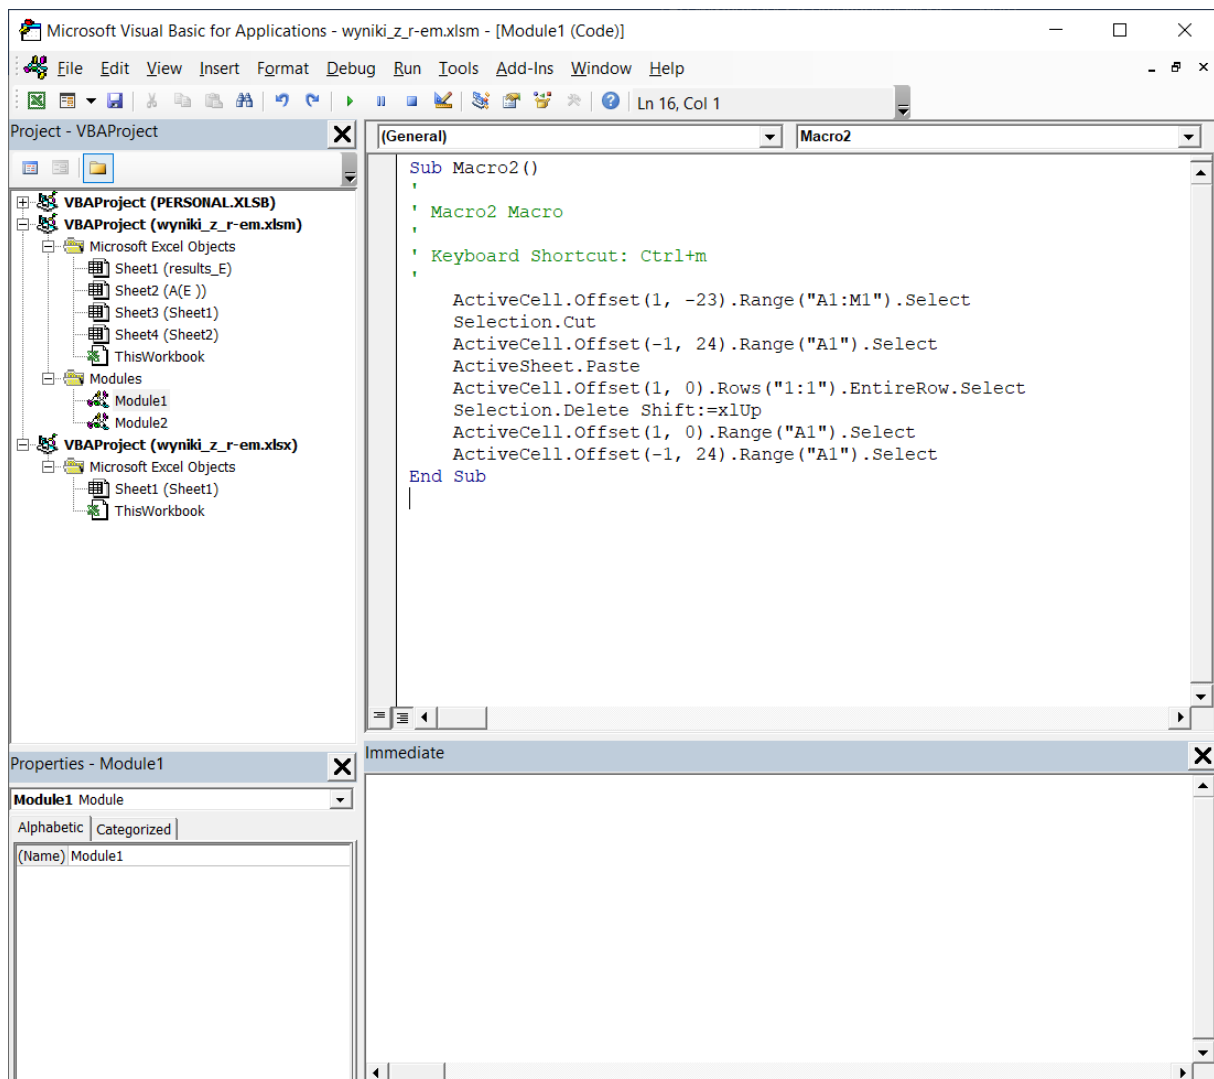 Microsoft Visual Basic for Applications - wyniki_z_r-em.xlsm - [Module1 (Code)]
File Edit View Insert Format Debug Run Tools Add-Ins Window Help
Ln 16, Col 1
Project - VBAProject
VBAProject (PERSONAL.XLSB)
VBAProject (wyniki_z_r-em.xlsm)
Microsoft Excel Objects
Sheet1 (results_E)
Sheet2 (A(E ))
Sheet3 (Sheet1)
Sheet4 (Sheet2)
ThisWorkbook
Modules
Module1
Module2
VBAProject (wyniki_z_r-em.xlsx)
Microsoft Excel Objects
Sheet1 (Sheet1)
ThisWorkbook
(General)
Macro2
Sub Macro2()
'
' Macro2 Macro
'
' Keyboard Shortcut: Ctrl+m
'
    ActiveCell.Offset(1, -23).Range("A1:M1").Select
    Selection.Cut
    ActiveCell.Offset(-1, 24).Range("A1").Select
    ActiveSheet.Paste
    ActiveCell.Offset(1, 0).Rows("1:1").EntireRow.Select
    Selection.Delete Shift:=xlUp
    ActiveCell.Offset(1, 0).Range("A1").Select
    ActiveCell.Offset(-1, 24).Range("A1").Select
End Sub
Properties - Module1
Module1 Module
Alphabetic Categorized
(Name) Module1
Immediate